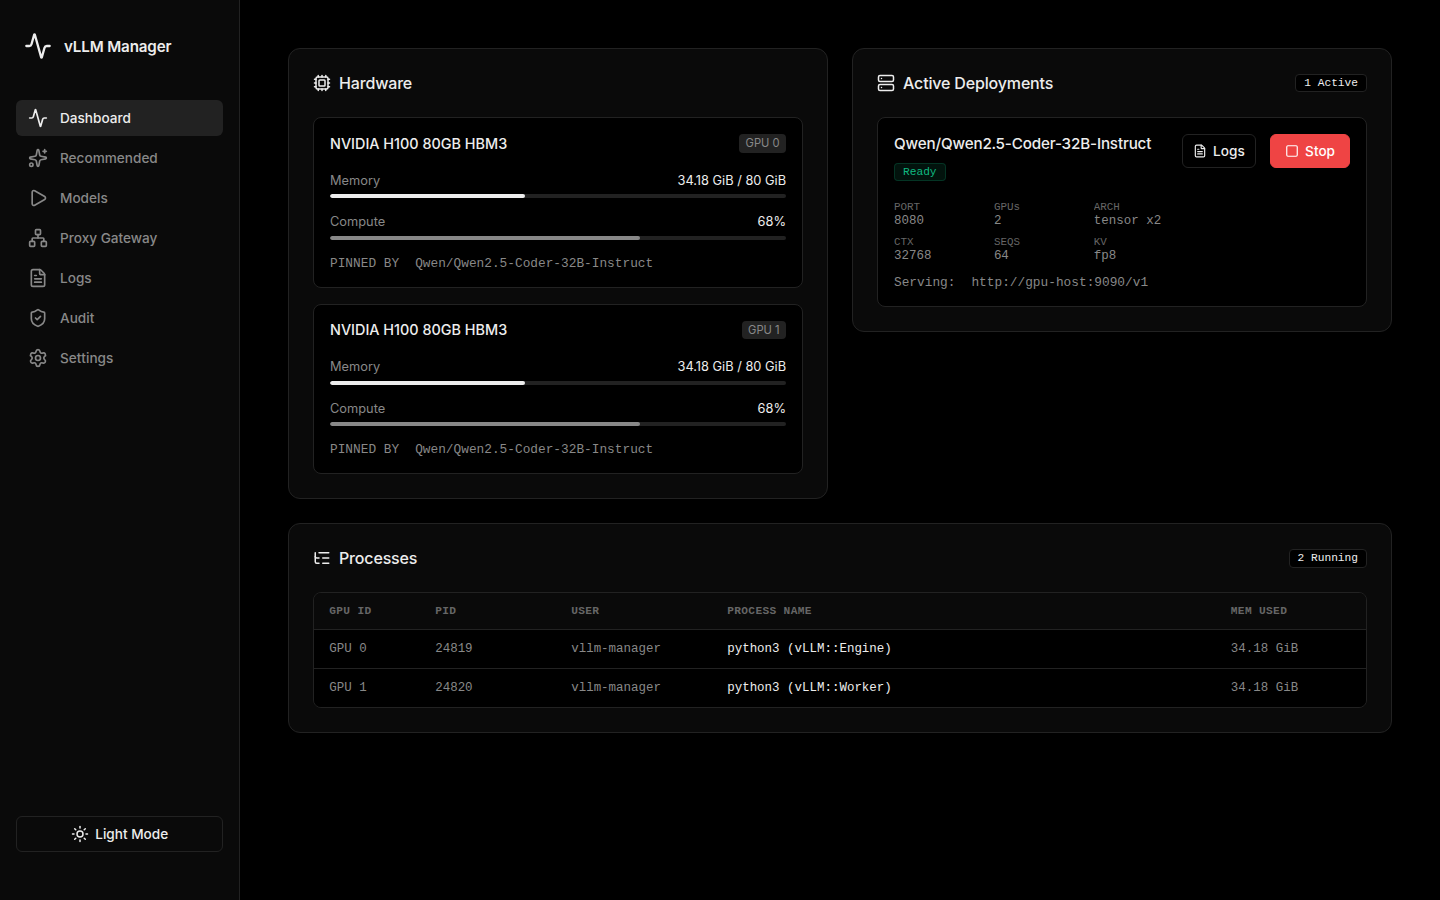 vLLM Manager
Dashboard
Recommended
Models
Proxy Gateway
Logs
Audit
Settings
Light Mode
Hardware
NVIDIA H100 80GB HBM3 GPU 0
Memory 34.18 GiB / 80 GiB
Compute 68%
PINNED BY Qwen/Qwen2.5-Coder-32B-Instruct
NVIDIA H100 80GB HBM3 GPU 1
Memory 34.18 GiB / 80 GiB
Compute 68%
PINNED BY Qwen/Qwen2.5-Coder-32B-Instruct
Active Deployments 1 Active
Qwen/Qwen2.5-Coder-32B-Instruct Logs Stop
Ready
PORT GPUs ARCH
8080 2 tensor x2
CTX SEQS KV
32768 64 fp8
Serving: http://gpu-host:9090/v1
Processes 2 Running
GPU ID PID USER PROCESS NAME MEM USED
GPU 0 24819 vllm-manager python3 (vLLM::Engine) 34.18 GiB
GPU 1 24820 vllm-manager python3 (vLLM::Worker) 34.18 GiB